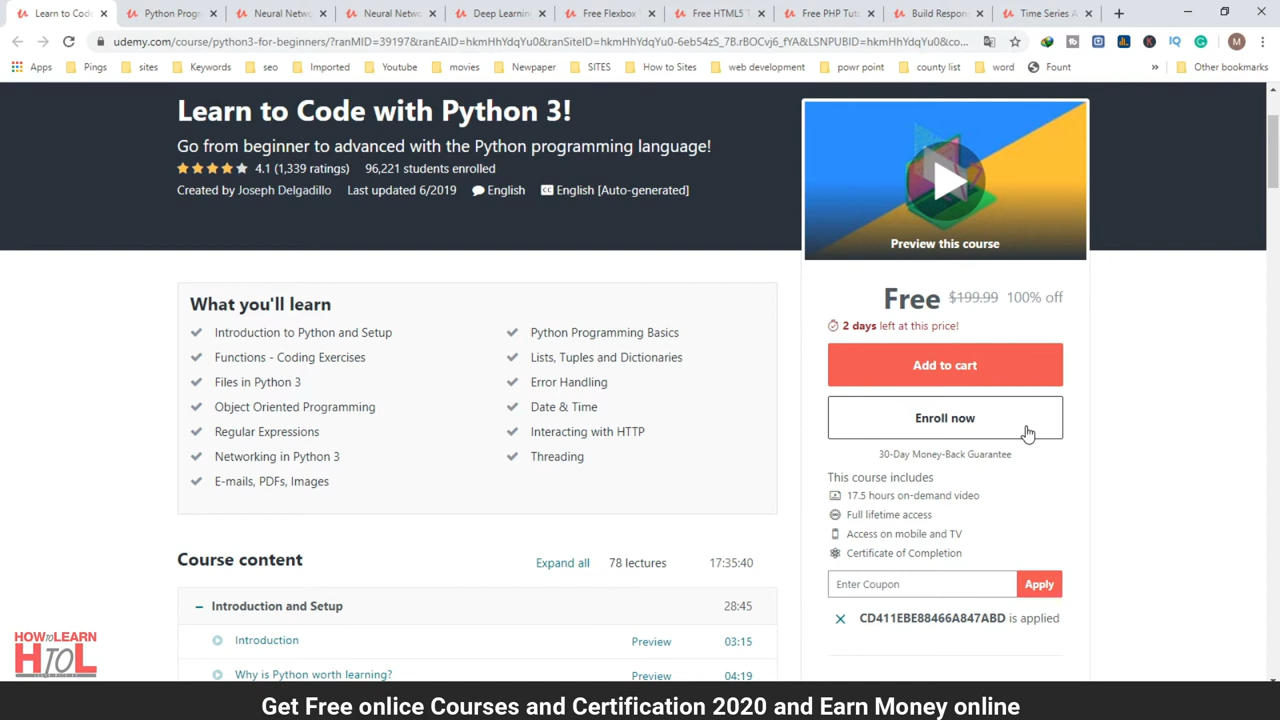 Learn to Code
Python Progr
Neural Netwo
Neural Netwo
Deep Learning
Free Flexbox
Free HTML5 T
Free PHP Tut
Build Respon
Time Series A
udemy.com/course/python3-for-beginners/?ranMID=39197&ranEAID=hkmHhYdqYu0&ranSiteID=hkmHhYdqYu0-6eb54zS_7B.rBOCvj6_fYA&LSNPUBID=hkmHhYdqYu0&co...
Apps Pings sites Keywords seo Imported Youtube movies Newpaper SITES How to Sites web development powr point county list word Fount » Other bookmarks
Learn to Code with Python 3!
Go from beginner to advanced with the Python programming language!
4.1 (1,339 ratings) 96,221 students enrolled
Created by Joseph Delgadillo Last updated 6/2019 English CC English [Auto-generated]
Preview this course
What you'll learn
Introduction to Python and Setup
Functions - Coding Exercises
Files in Python 3
Object Oriented Programming
Regular Expressions
Networking in Python 3
E-mails, PDFs, Images
Python Programming Basics
Lists, Tuples and Dictionaries
Error Handling
Date & Time
Interacting with HTTP
Threading
Free $199.99 100% off
2 days left at this price!
Add to cart
Enroll now
30-Day Money-Back Guarantee
This course includes
17.5 hours on-demand video
Full lifetime access
Access on mobile and TV
Certificate of Completion
Enter Coupon Apply
CD411EBE88466A847ABD is applied
Course content Expand all 78 lectures 17:35:40
Introduction and Setup 28:45
Introduction Preview 03:15
Why is Python worth learning? Preview 04:19
HOW to LEARN
HTOL
Get Free onlice Courses and Certification 2020 and Earn Money online